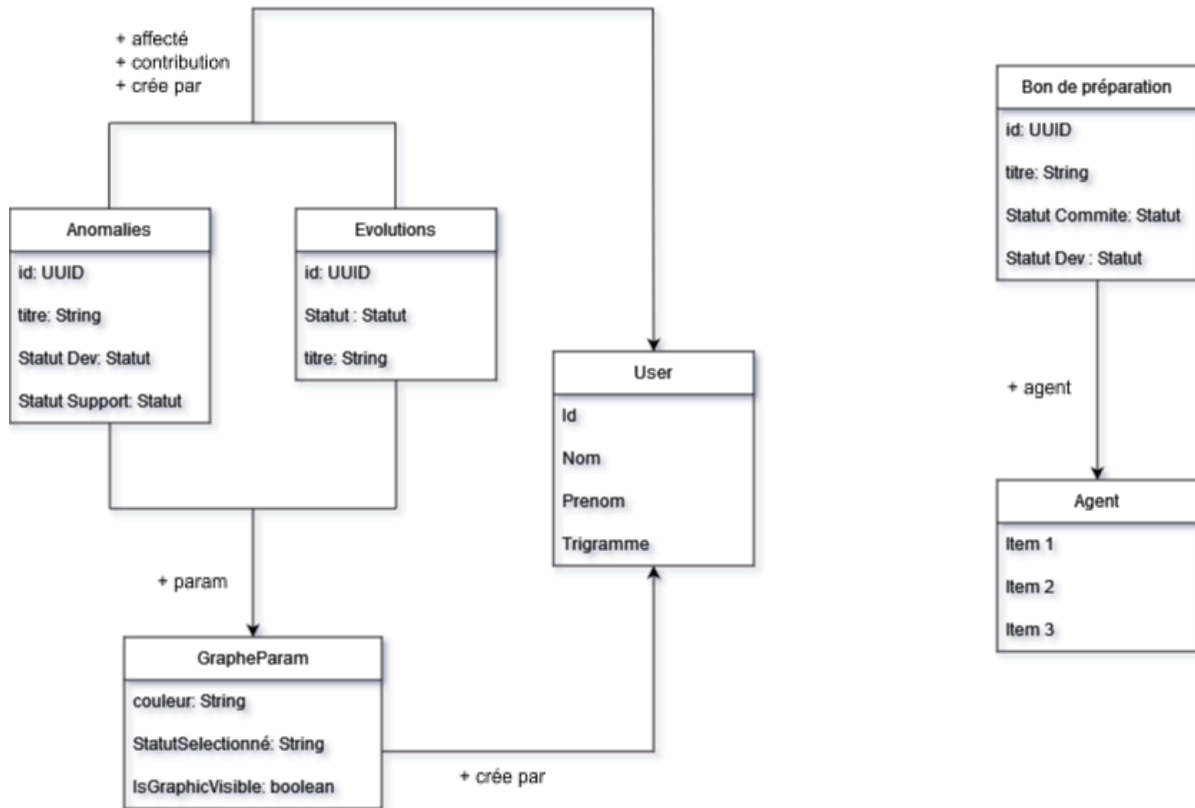 + affecté
+ contribution
+ crée par
Anomalies
id: UUID
titre: String
Statut Dev: Statut
Statut Support: Statut
Evolutions
id: UUID
Statut : Statut
titre: String
User
Id
Nom
Prenom
Trigramme
+ param
GrapheParam
couleur: String
StatutSelectionné: String
IsGraphicVisible: boolean
+ crée par
Bon de préparation
id: UUID
titre: String
Statut Commite: Statut
Statut Dev : Statut
+ agent
Agent
Item 1
Item 2
Item 3